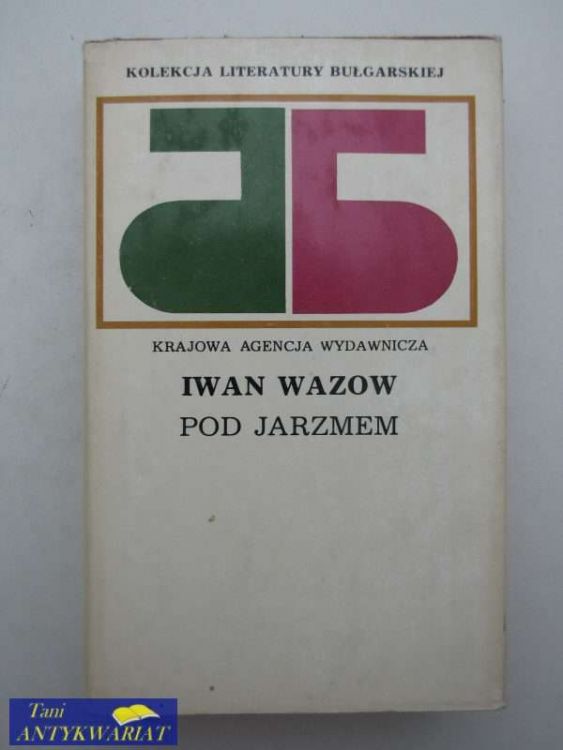 KOLEKCJA LITERATURY BUŁGARSKIEJ
KRAJOWA AGENCJA WYDAWNICZA
IWAN WAZOW
POD JARZMEM
Tani
ANTYKWARIAT